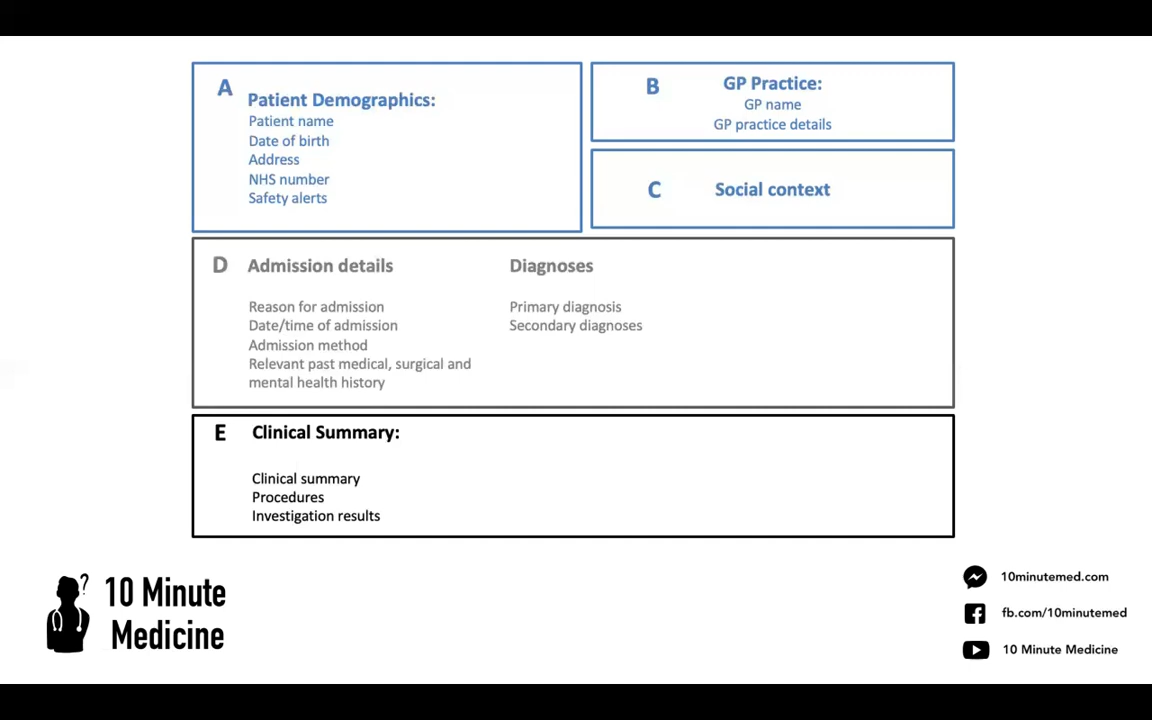 A
Patient Demographics:
Patient name
Date of birth
Address
NHS number
Safety alerts
B
GP Practice:
GP name
GP practice details
C
Social context
D
Admission details
Reason for admission
Date/time of admission
Admission method
Relevant past medical, surgical and
mental health history
Diagnoses
Primary diagnosis
Secondary diagnoses
E
Clinical Summary:
Clinical summary
Procedures
Investigation results
?
10 Minute
Medicine
10minutemed.com
fb.com/10minutemed
10 Minute Medicine